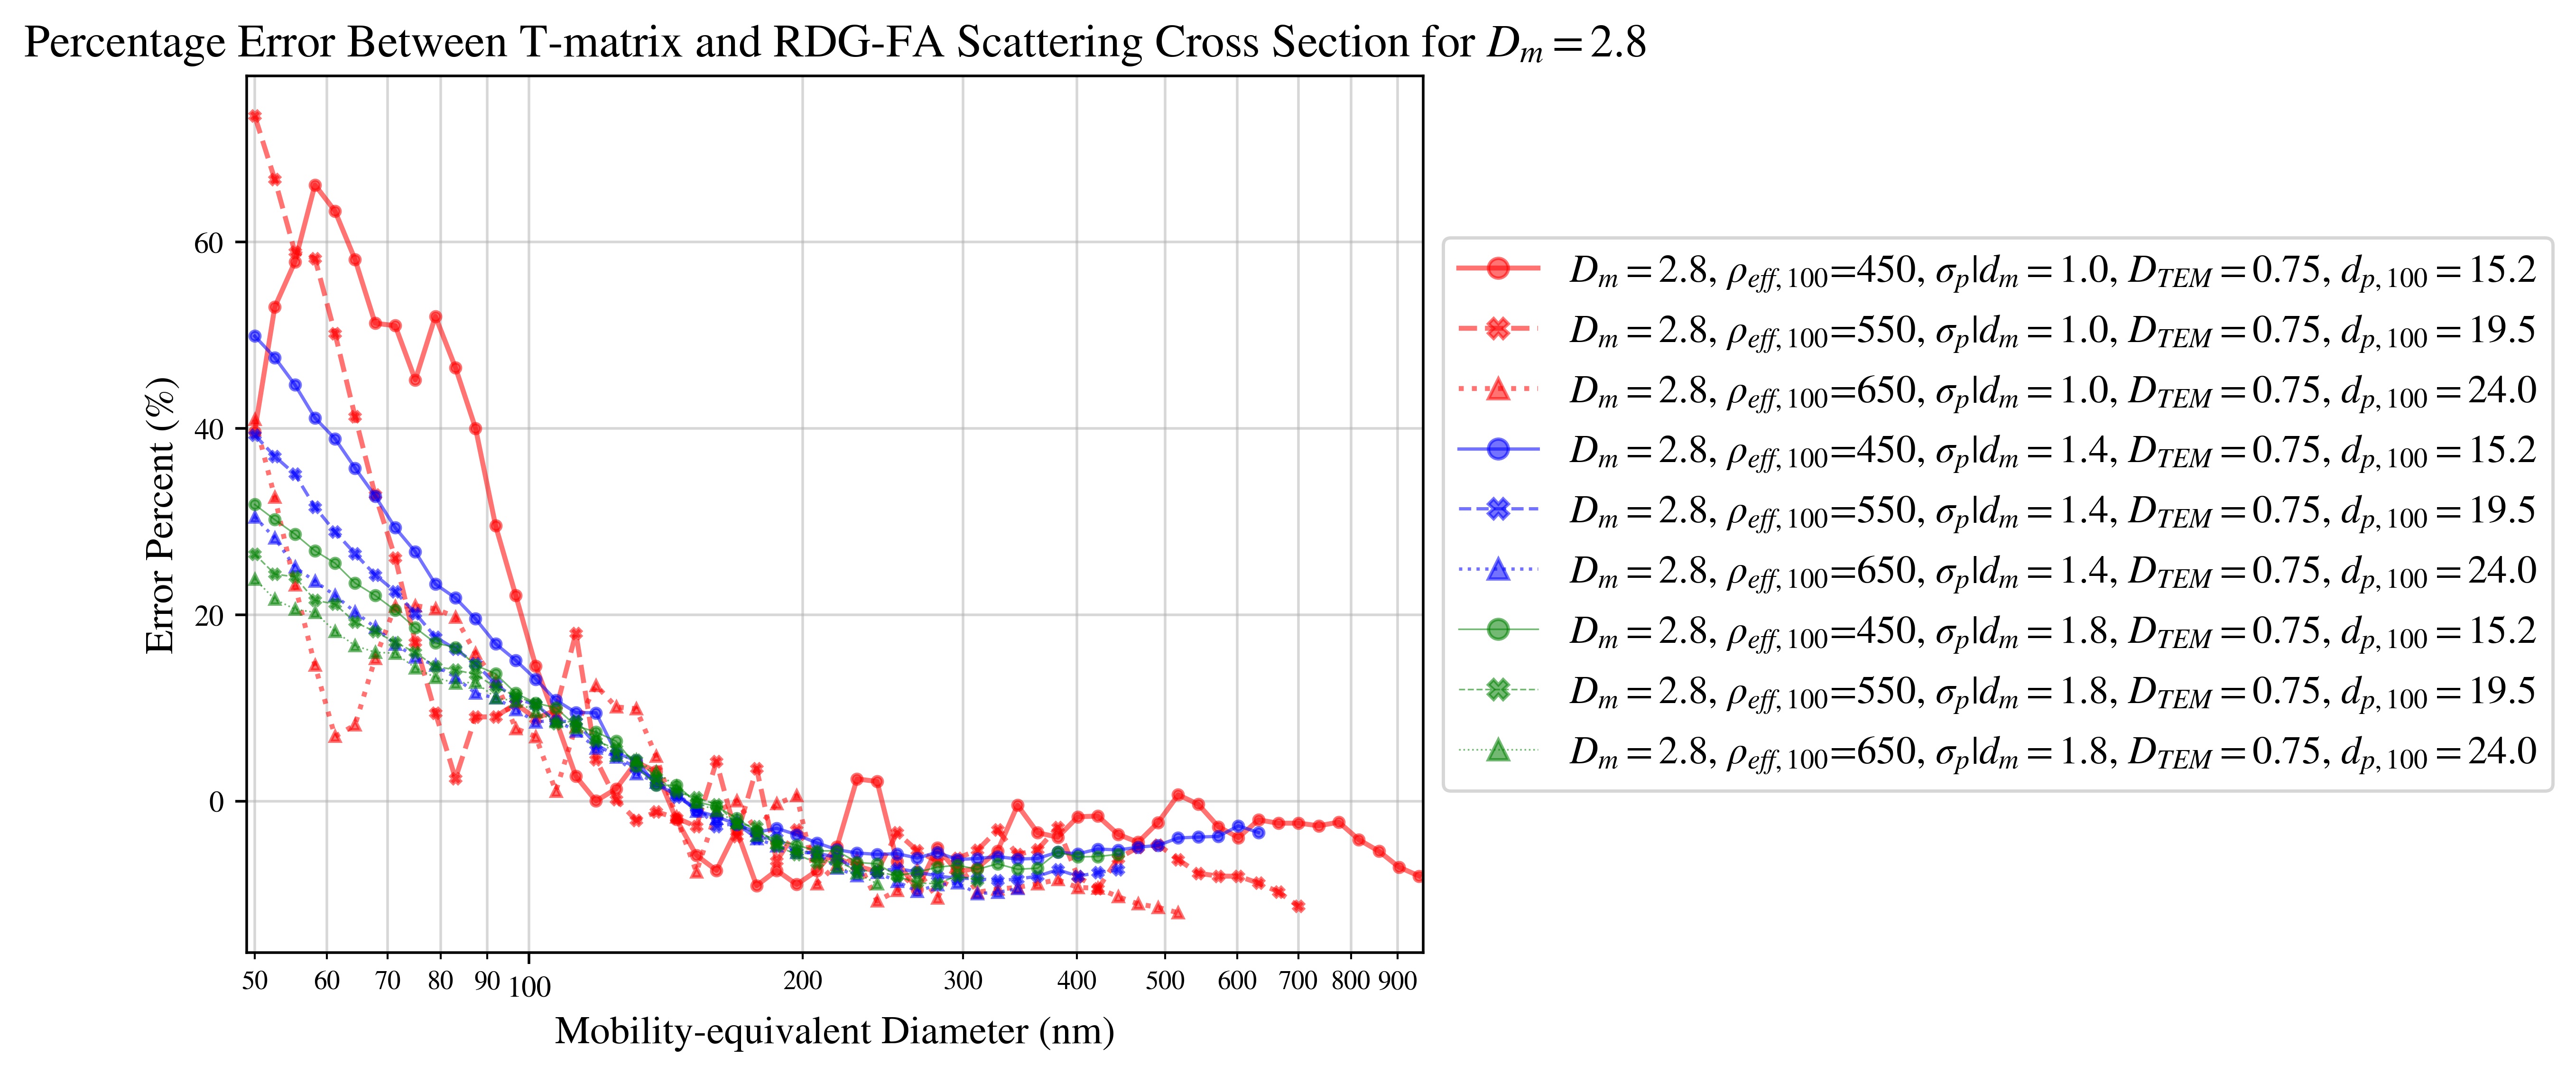 Percentage Error Between T-matrix and RDG-FA Scattering Cross Section for Dₘ = 2.8
Error Percent (%)
60
40
20
0
50 60 70 80 90 100 200 300 400 500 600 700 800 900
Mobility-equivalent Diameter (nm)
D_m = 2.8, ρ_eff,100=450, σ_p|d_m = 1.0, D_TEM = 0.75, d_p,100 = 15.2
D_m = 2.8, ρ_eff,100=550, σ_p|d_m = 1.0, D_TEM = 0.75, d_p,100 = 19.5
D_m = 2.8, ρ_eff,100=650, σ_p|d_m = 1.0, D_TEM = 0.75, d_p,100 = 24.0
D_m = 2.8, ρ_eff,100=450, σ_p|d_m = 1.4, D_TEM = 0.75, d_p,100 = 15.2
D_m = 2.8, ρ_eff,100=550, σ_p|d_m = 1.4, D_TEM = 0.75, d_p,100 = 19.5
D_m = 2.8, ρ_eff,100=650, σ_p|d_m = 1.4, D_TEM = 0.75, d_p,100 = 24.0
D_m = 2.8, ρ_eff,100=450, σ_p|d_m = 1.8, D_TEM = 0.75, d_p,100 = 15.2
D_m = 2.8, ρ_eff,100=550, σ_p|d_m = 1.8, D_TEM = 0.75, d_p,100 = 19.5
D_m = 2.8, ρ_eff,100=650, σ_p|d_m = 1.8, D_TEM = 0.75, d_p,100 = 24.0